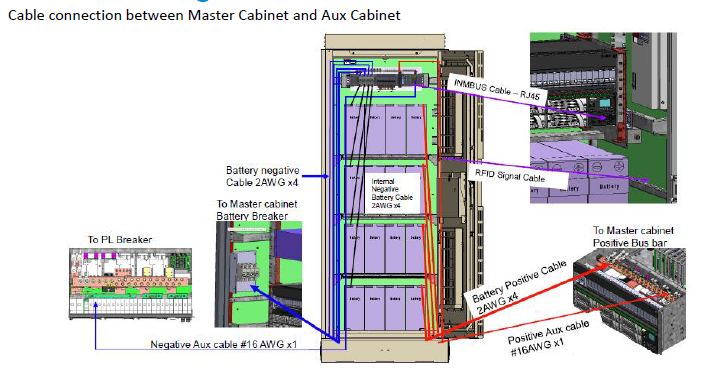 Cable connection between Master Cabinet and Aux Cabinet
INMBUS Cable – RJ45
Battery negative
Cable 2AWG x4
Internal
Negative
Battery Cable
2AWG x4
RFID Signal Cable
Battery
To Master cabinet
Battery Breaker
To PL Breaker
To Master cabinet
Positive Bus bar
Battery Positive Cable
2AWG x4
Positive Aux cable
#16AWG x1
Negative Aux cable #16 AWG x1